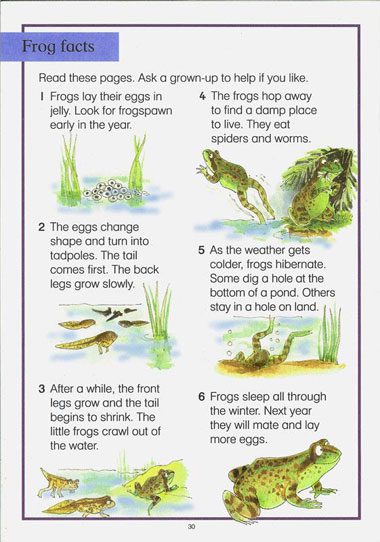 Frog facts
Read these pages. Ask a grown-up to help if you like.
1 Frogs lay their eggs in
jelly. Look for frogspawn
early in the year.
2 The eggs change
shape and turn into
tadpoles. The tail
comes first. The back
legs grow slowly.
3 After a while, the front
legs grow and the tail
begins to shrink. The
little frogs crawl out of
the water.
4 The frogs hop away
to find a damp place
to live. They eat
spiders and worms.
5 As the weather gets
colder, frogs hibernate.
Some dig a hole at the
bottom of a pond. Others
stay in a hole on land.
6 Frogs sleep all through
the winter. Next year
they will mate and lay
more eggs.
30